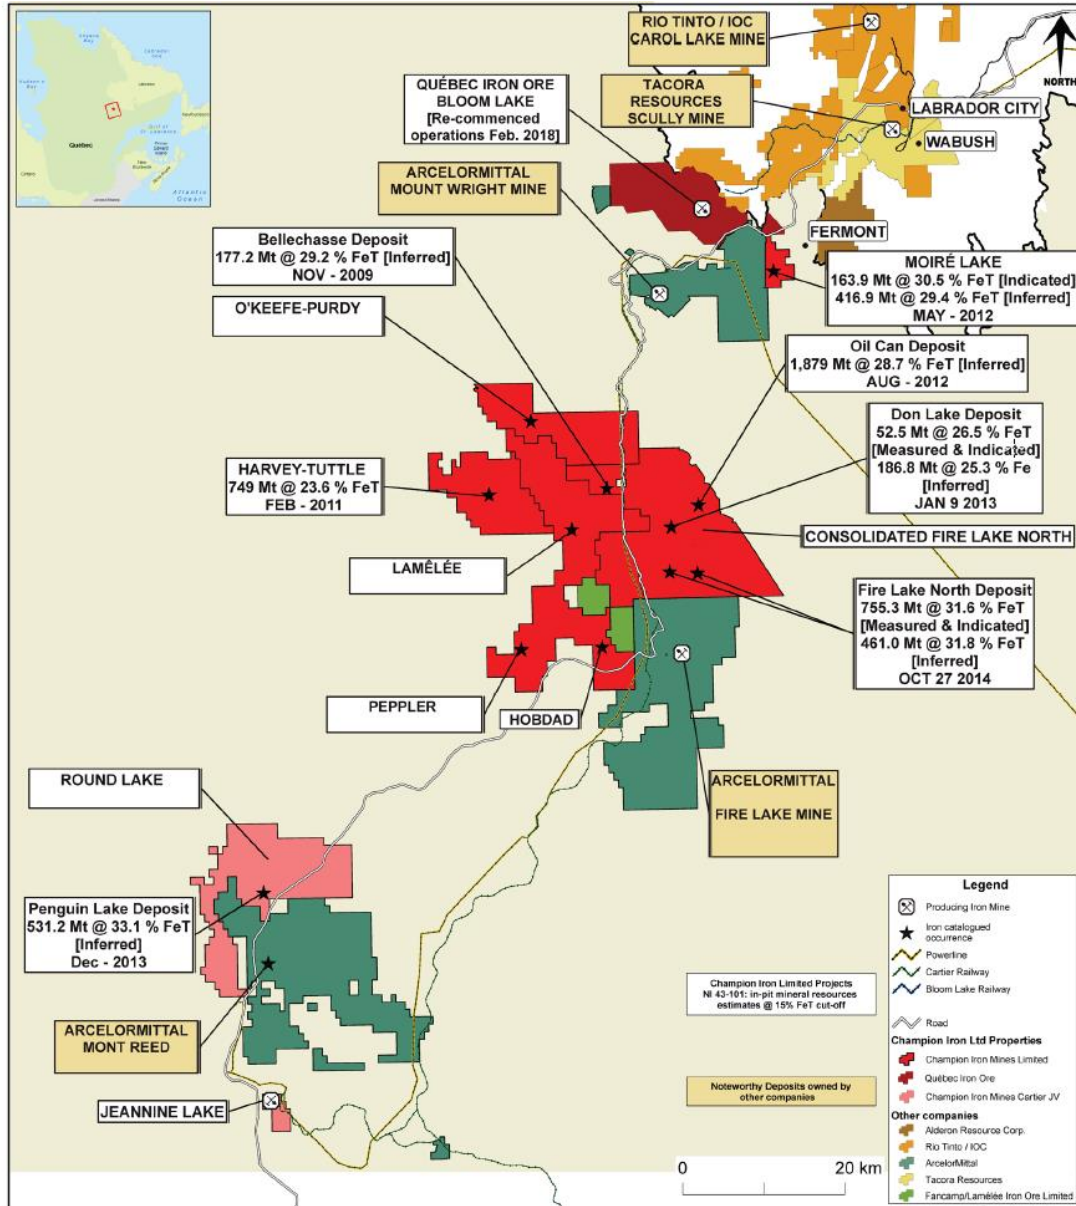 RIO TINTO / IOC
CAROL LAKE MINE
NORTH
QUÉBEC IRON ORE
BLOOM LAKE
[Re-commenced
operations Feb. 2018]
TACORA
RESOURCES
SCULLY MINE
LABRADOR CITY
WABUSH
ARCELORMITTAL
MOUNT WRIGHT MINE
FERMONT
Québec
Atlantic
Ocean
Bellechasse Deposit
177.2 Mt @ 29.2 % FeT [Inferred]
NOV - 2009
MOIRÉ LAKE
163.9 Mt @ 30.5 % FeT [Indicated]
416.9 Mt @ 29.4 % FeT [Inferred]
MAY - 2012
O'KEEFE-PURDY
Oil Can Deposit
1,879 Mt @ 28.7 % FeT [Inferred]
AUG - 2012
Don Lake Deposit
52.5 Mt @ 26.5 % FeT
[Measured & Indicated]
186.8 Mt @ 25.3 % Fe
[Inferred]
JAN 9 2013
HARVEY-TUTTLE
749 Mt @ 23.6 % FeT
FEB - 2011
CONSOLIDATED FIRE LAKE NORTH
LAMÊLÉE
Fire Lake North Deposit
755.3 Mt @ 31.6 % FeT
[Measured & Indicated]
461.0 Mt @ 31.8 % FeT
[Inferred]
OCT 27 2014
PEPPLER
HOBDAD
ROUND LAKE
ARCELORMITTAL
FIRE LAKE MINE
Penguin Lake Deposit
531.2 Mt @ 33.1 % FeT
[Inferred]
Dec - 2013
ARCELORMITTAL
MONT REED
JEANNINE LAKE
Champion Iron Limited Projects
NI 43-101: in-pit mineral resources
estimates @ 15% FeT cut-off
Noteworthy Deposits owned by
other companies
0 20 km
Legend
Producing Iron Mine
Iron catalogued
occurrence
Powerline
Cartier Railway
Bloom Lake Railway
Road
Champion Iron Ltd Properties
Champion Iron Mines Limited
Québec Iron Ore
Champion Iron Mines Cartier JV
Other companies
Alderon Resource Corp.
Rio Tinto / IOC
ArcelorMittal
Tacora Resources
Fancamp/Lamêlée Iron Ore Limited